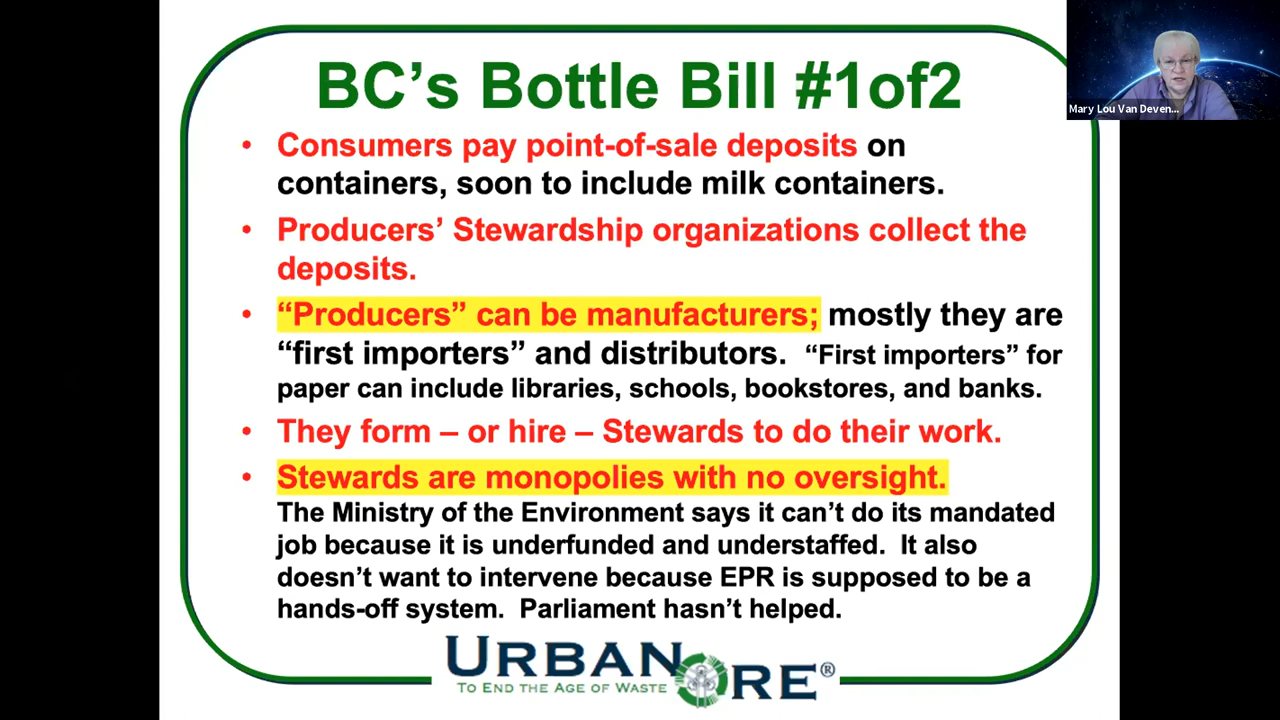 BC's Bottle Bill #1of2
Mary Lou Van Deven...
• Consumers pay point-of-sale deposits on
containers, soon to include milk containers.
• Producers' Stewardship organizations collect the
deposits.
• “Producers” can be manufacturers; mostly they are
“first importers” and distributors. “First importers” for
paper can include libraries, schools, bookstores, and banks.
• They form – or hire – Stewards to do their work.
• Stewards are monopolies with no oversight.
The Ministry of the Environment says it can't do its mandated
job because it is underfunded and understaffed. It also
doesn't want to intervene because EPR is supposed to be a
hands-off system. Parliament hasn't helped.
URBAN ORE®
TO END THE AGE OF WASTE